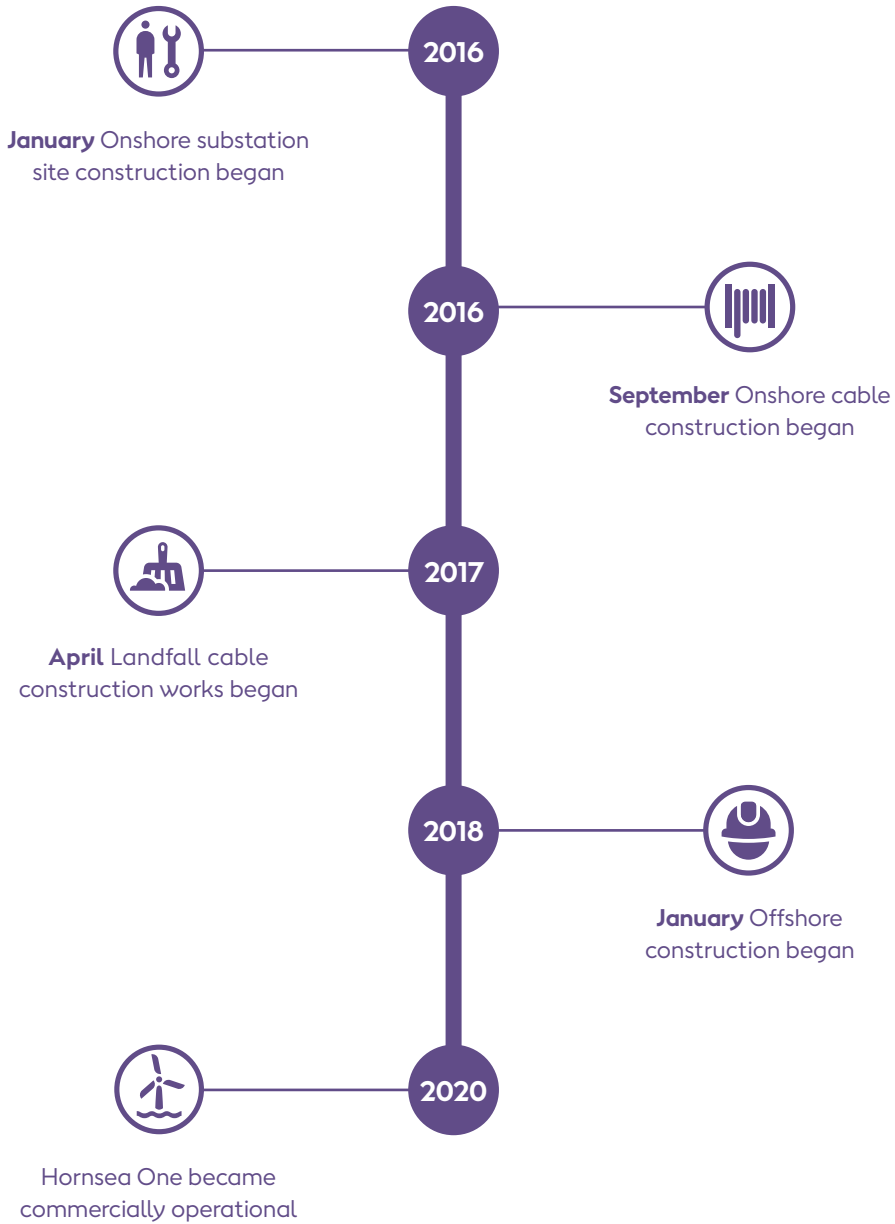 2016
January Onshore substation
site construction began
2016
September Onshore cable
construction began
2017
April Landfall cable
construction works began
2018
January Offshore
construction began
2020
Hornsea One became
commercially operational